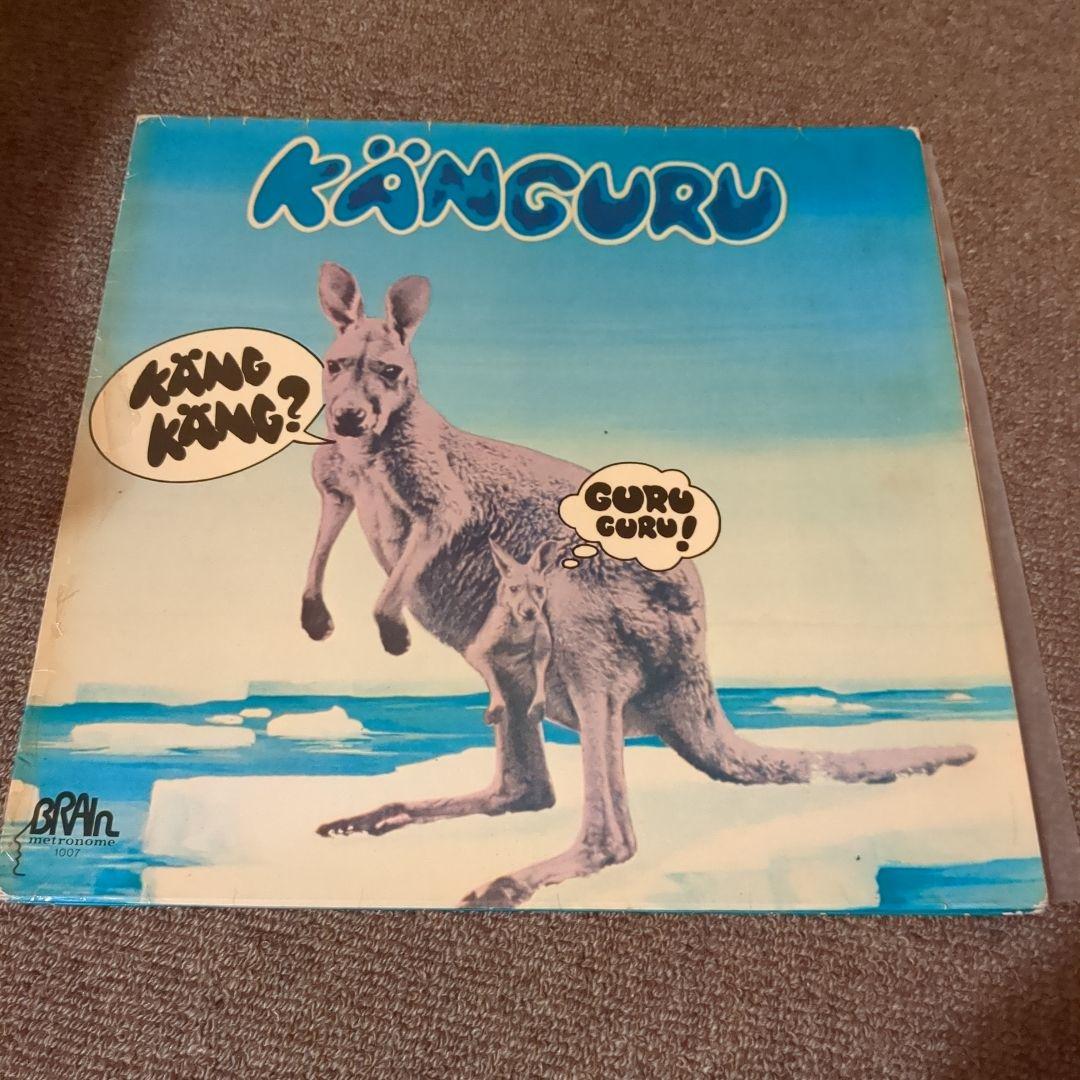 KÄNGURU
KÄNG
KÄNG?
GURU
GURU!
BRAIN
metronome
1007